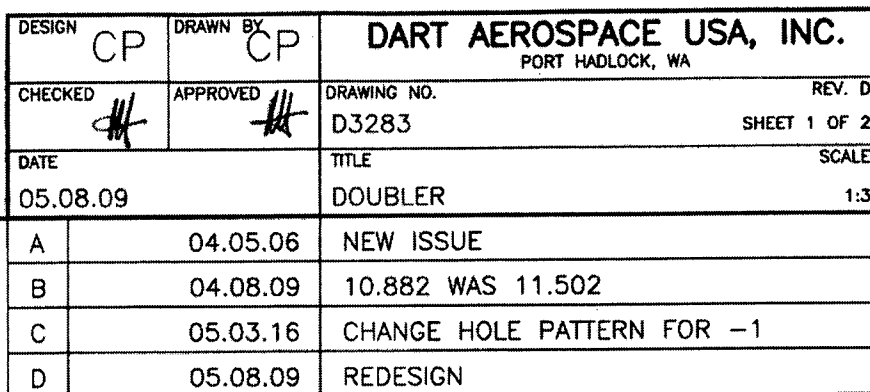 DESIGN CP DRAWN BY CP DART AEROSPACE USA, INC.
PORT HADLOCK, WA
CHECKED APPROVED DRAWING NO. REV. D
D3283 SHEET 1 OF 2
DATE TITLE SCALE
05.08.09 DOUBLER 1:3
A 04.05.06 NEW ISSUE
B 04.08.09 10.882 WAS 11.502
C 05.03.16 CHANGE HOLE PATTERN FOR -1
D 05.08.09 REDESIGN